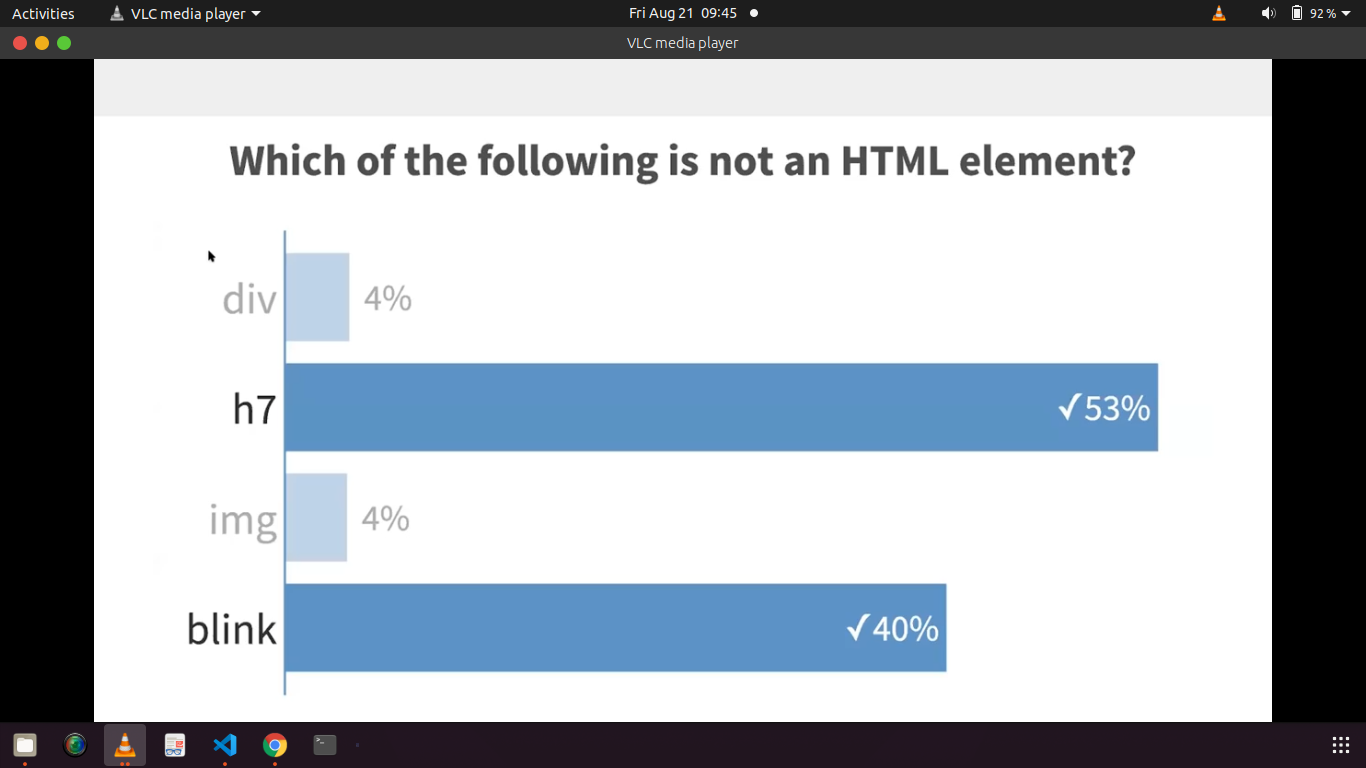 Activities VLC media player Fri Aug 21 09:45 92 %
VLC media player
Which of the following is not an HTML element?
div 4%
h7 ✓53%
img 4%
blink ✓40%